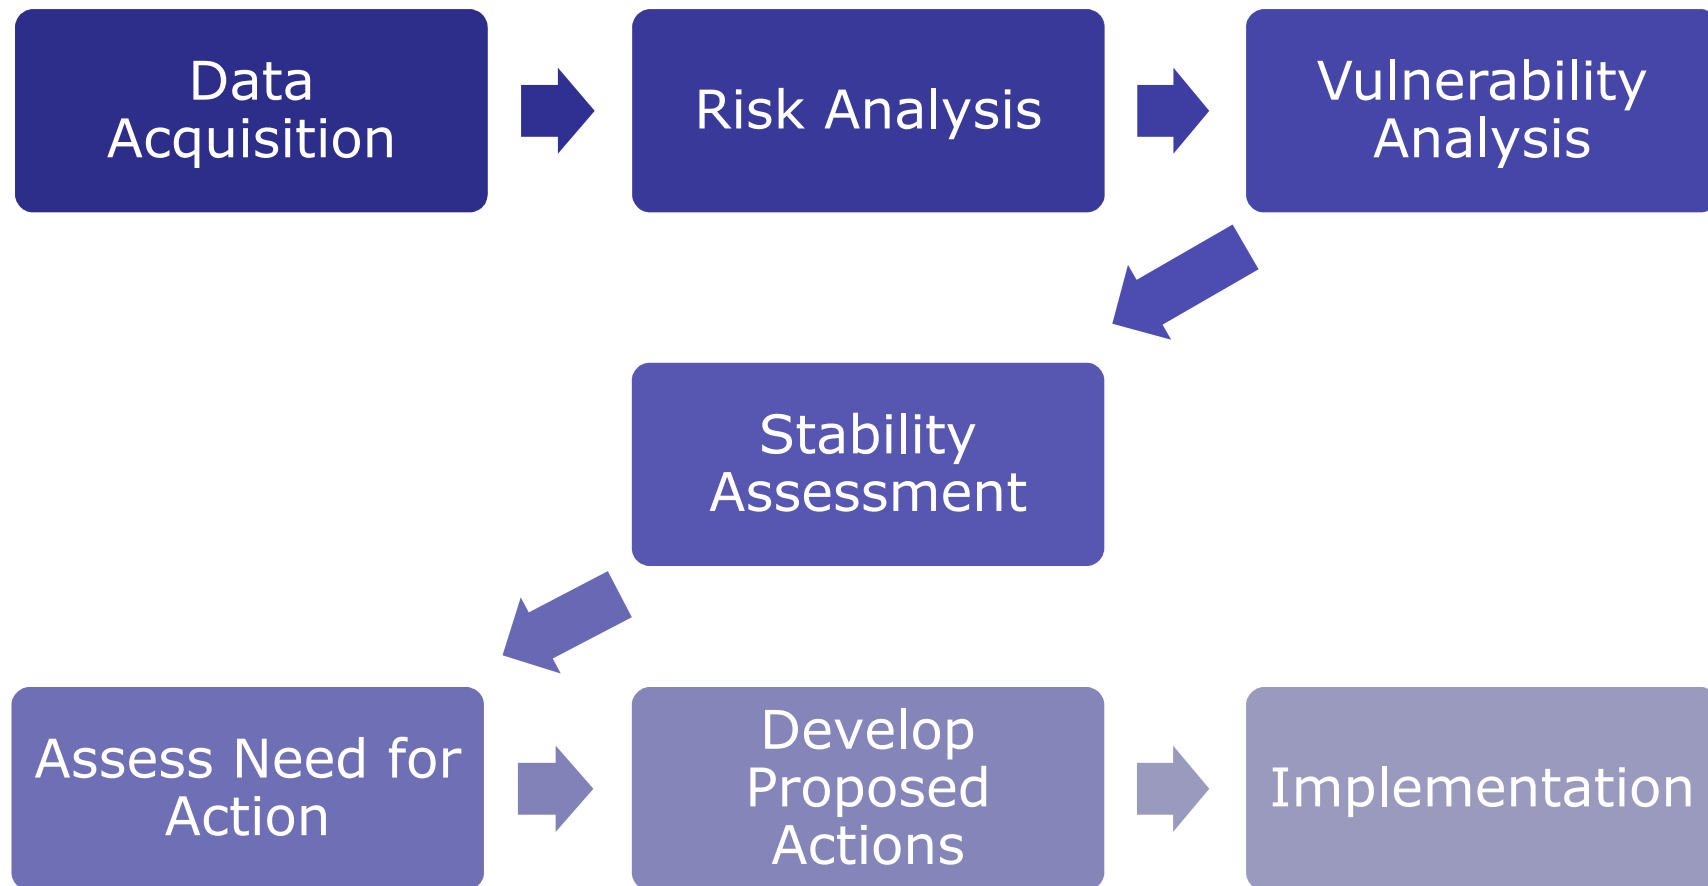 Data
Acquisition
Risk Analysis
Vulnerability
Analysis
Stability
Assessment
Assess Need for
Action
Develop
Proposed
Actions
Implementation